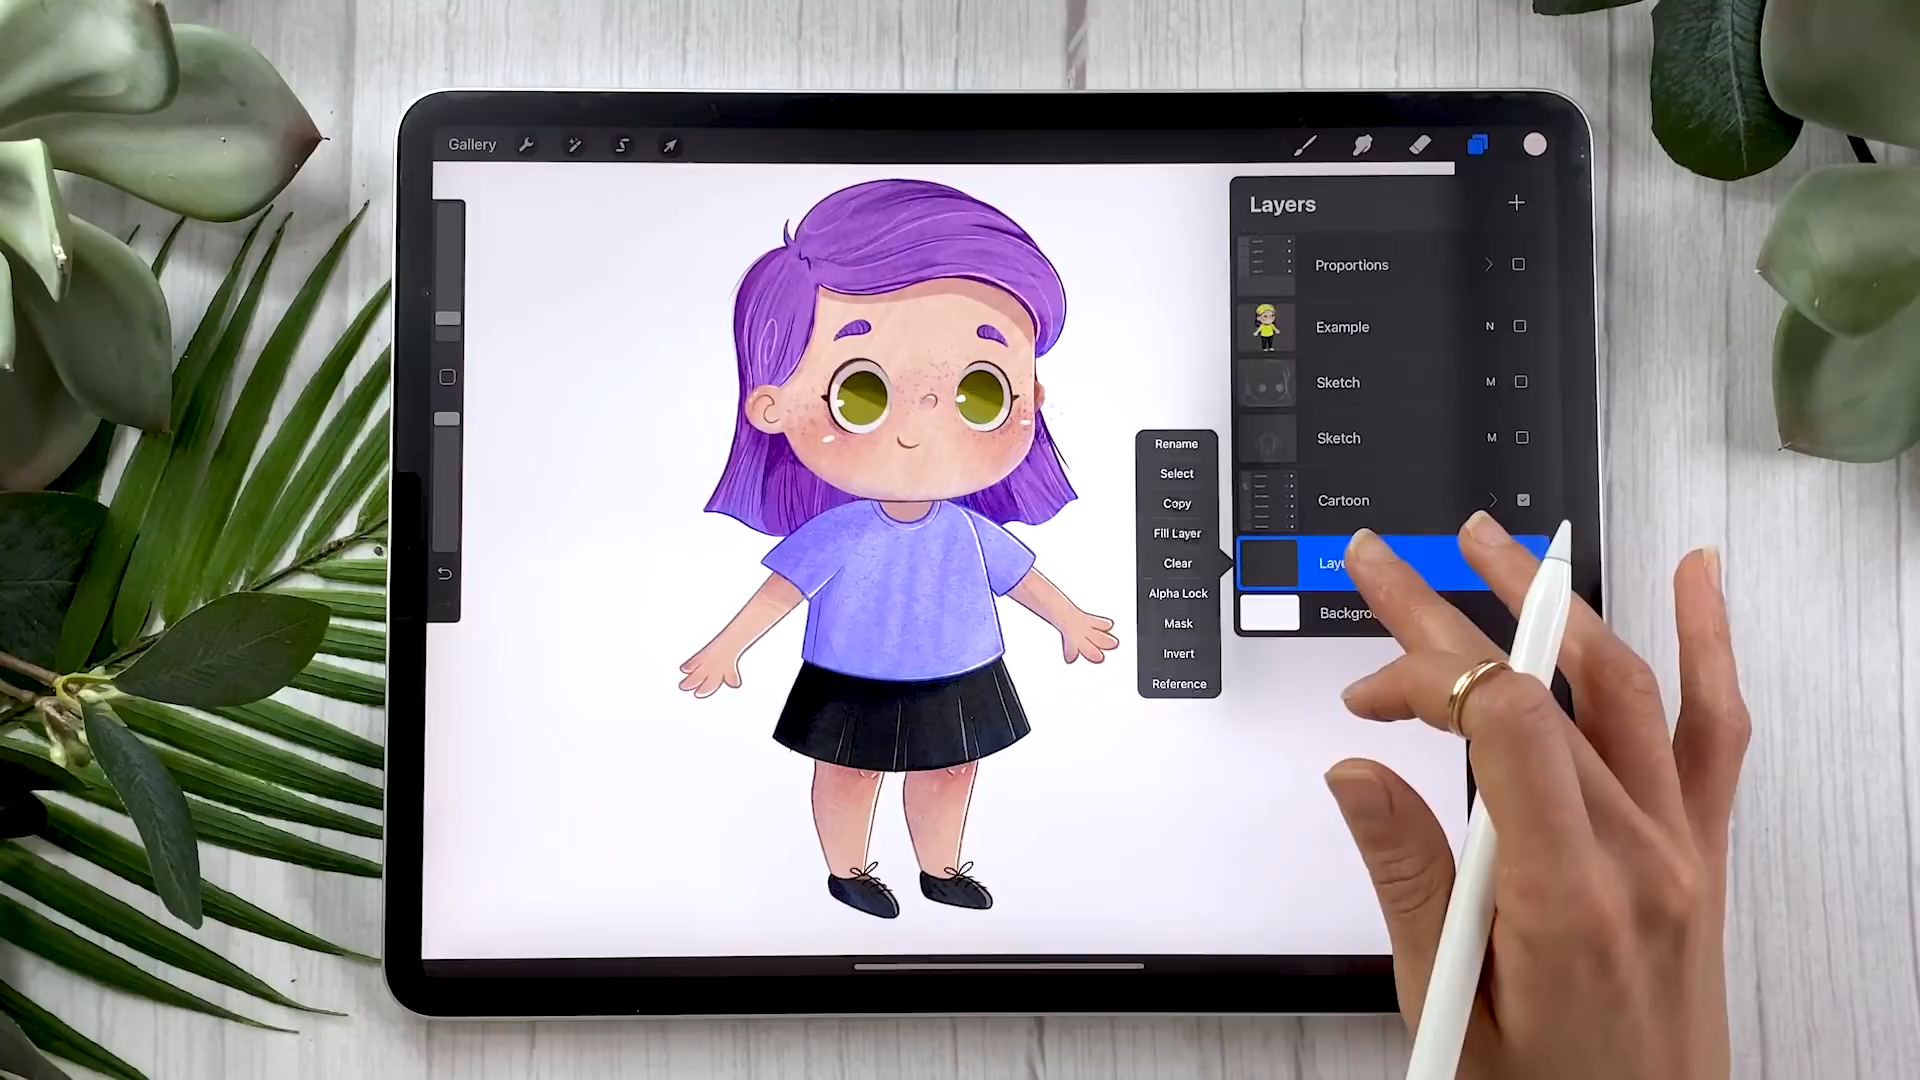 Gallery
Layers
Proportions
Example N
Sketch M
Sketch M
Cartoon
Rename
Select
Copy
Fill Layer
Clear
Alpha Lock
Mask
Invert
Reference